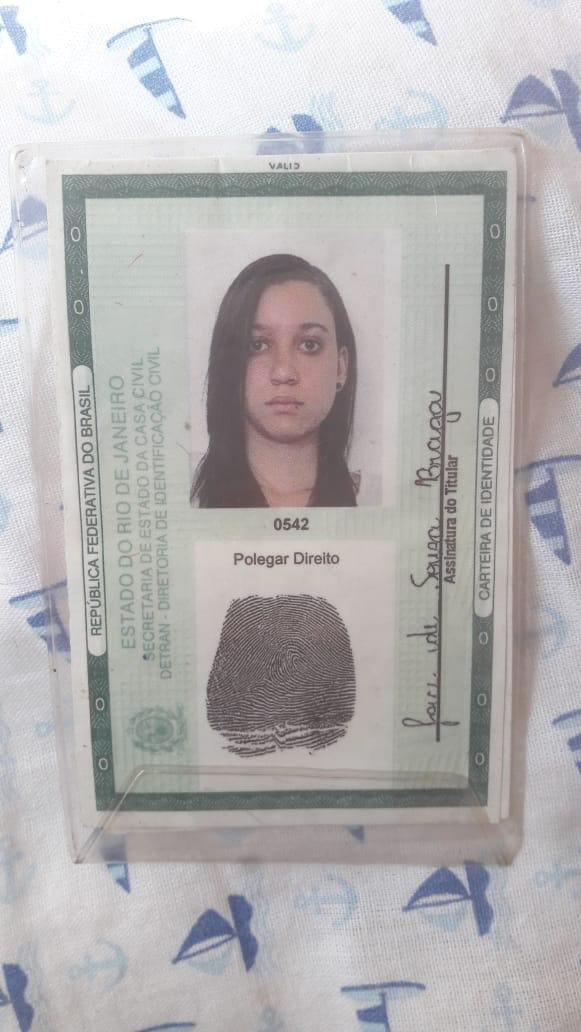 VALID
REPÚBLICA FEDERATIVA DO BRASIL
ESTADO DO RIO DE JANEIRO
SECRETARIA DE ESTADO DA CASA CIVIL
DETRAN - DIRETORIA DE IDENTIFICAÇÃO CIVIL
0542
Polegar Direito
de Souza Braga
Assinatura do Titular
CARTEIRA DE IDENTIDADE